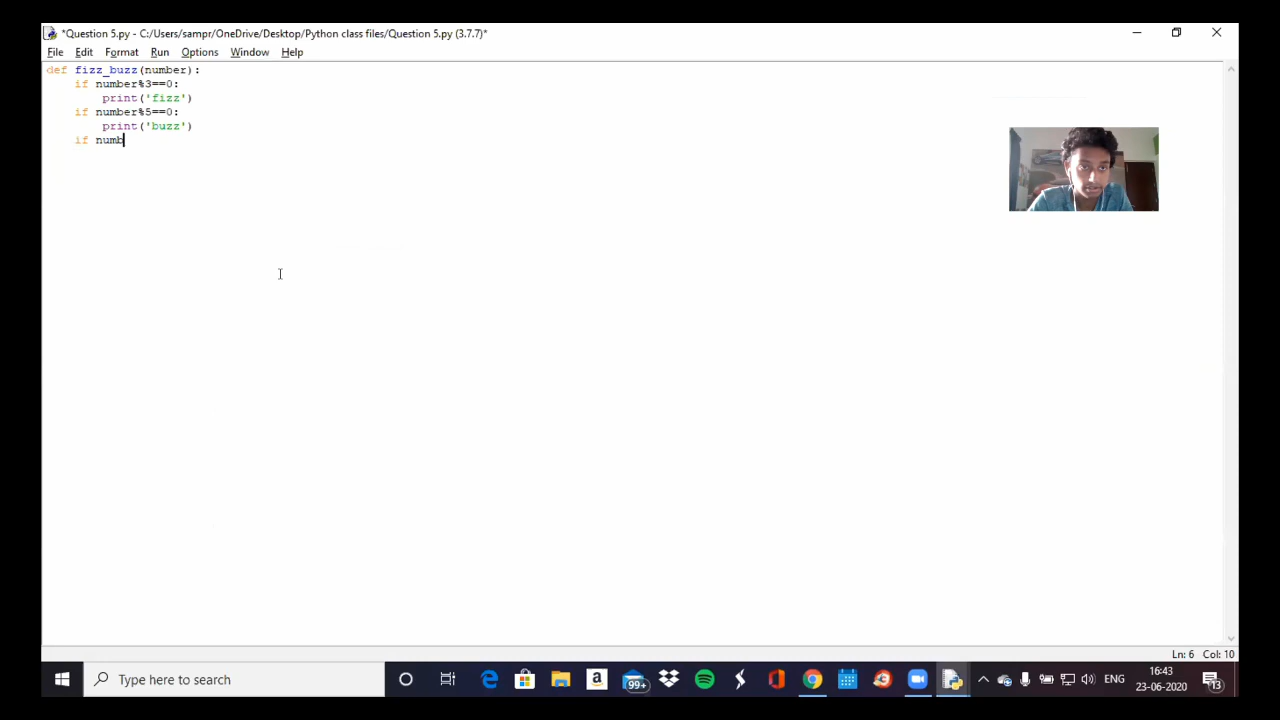 *Question 5.py - C:/Users/sampr/OneDrive/Desktop/Python class files/Question 5.py (3.7.7)*
File Edit Format Run Options Window Help
def fizz_buzz(number):
    if number%3==0:
        print('fizz')
    if number%5==0:
        print('buzz')
    if numb
Ln: 6 Col: 10
Type here to search
99+
a
e
ENG
16:43
23-06-2020
13